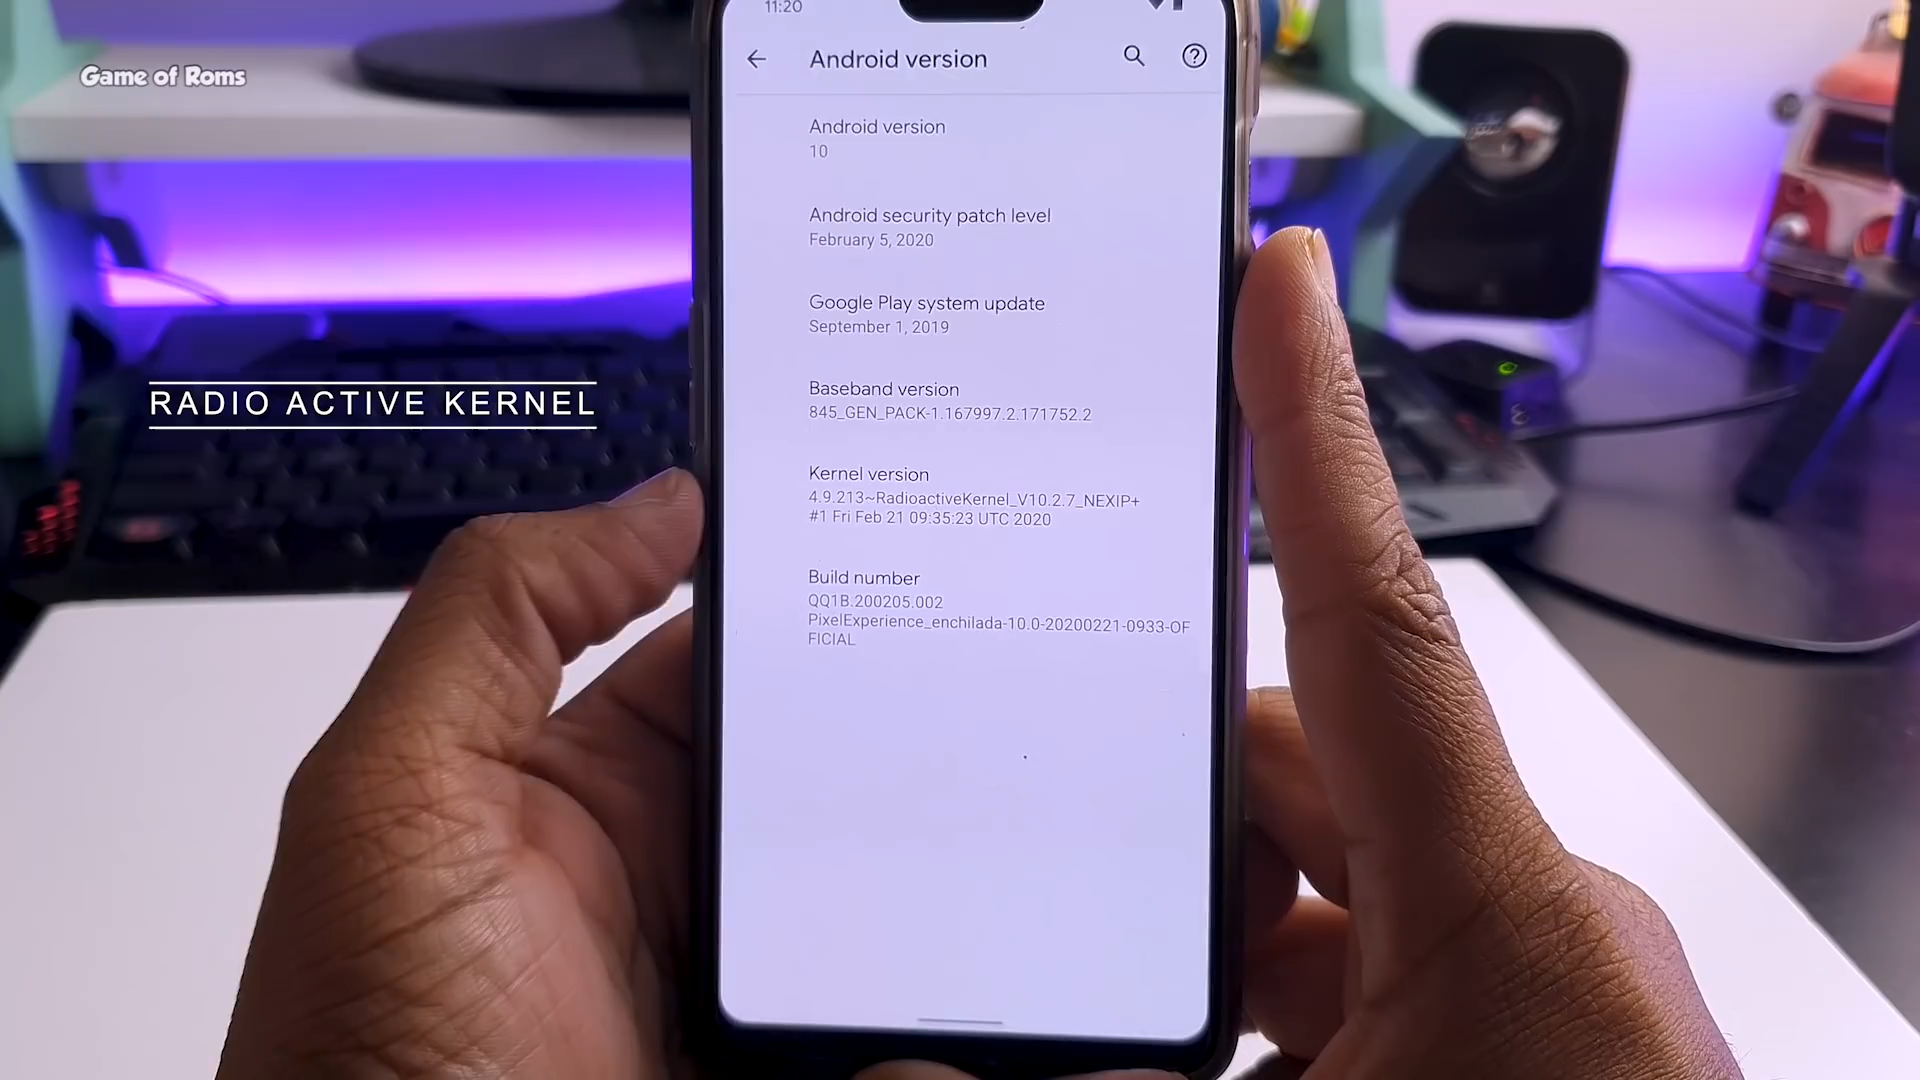 11:20
Game of Roms
Android version
Android version
10
Android security patch level
February 5, 2020
Google Play system update
September 1, 2019
Baseband version
845_GEN_PACK-1.167997.2.171752.2
RADIO ACTIVE KERNEL
Kernel version
4.9.213~RadioactiveKernel_V10.2.7_NEXIP+
#1 Fri Feb 21 09:35:23 UTC 2020
Build number
QQ1B.200205.002
PixelExperience_enchilada-10.0-20200221-0933-OF
FICIAL